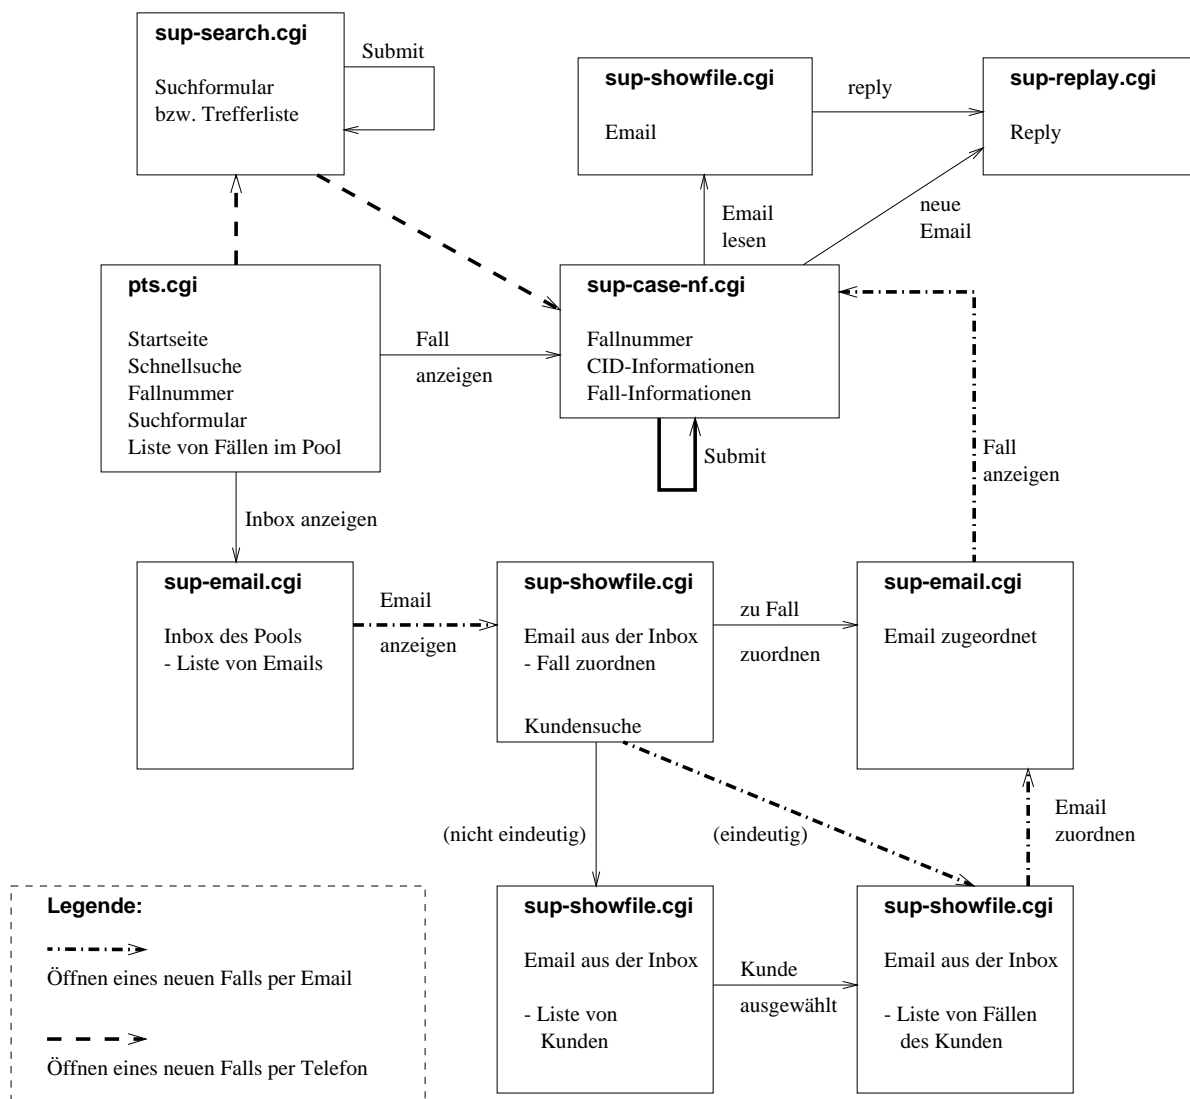 sup-search.cgi
Suchformular
bzw. Trefferliste
Submit
sup-showfile.cgi
Email
reply
sup-replay.cgi
Reply
Email
lesen
neue
Email
pts.cgi
Startseite
Schnellsuche
Fallnummer
Suchformular
Liste von Fällen im Pool
Fall
anzeigen
sup-case-nf.cgi
Fallnummer
CID-Informationen
Fall-Informationen
Submit
Fall
anzeigen
Inbox anzeigen
sup-email.cgi
Inbox des Pools
- Liste von Emails
Email
anzeigen
sup-showfile.cgi
Email aus der Inbox
- Fall zuordnen
Kundensuche
zu Fall
zuordnen
sup-email.cgi
Email zugeordnet
(nicht eindeutig)
(eindeutig)
Email
zuordnen
sup-showfile.cgi
Email aus der Inbox
- Liste von
Kunden
Kunde
ausgewählt
sup-showfile.cgi
Email aus der Inbox
- Liste von Fällen
des Kunden
Legende:
Öffnen eines neuen Falls per Email
Öffnen eines neuen Falls per Telefon